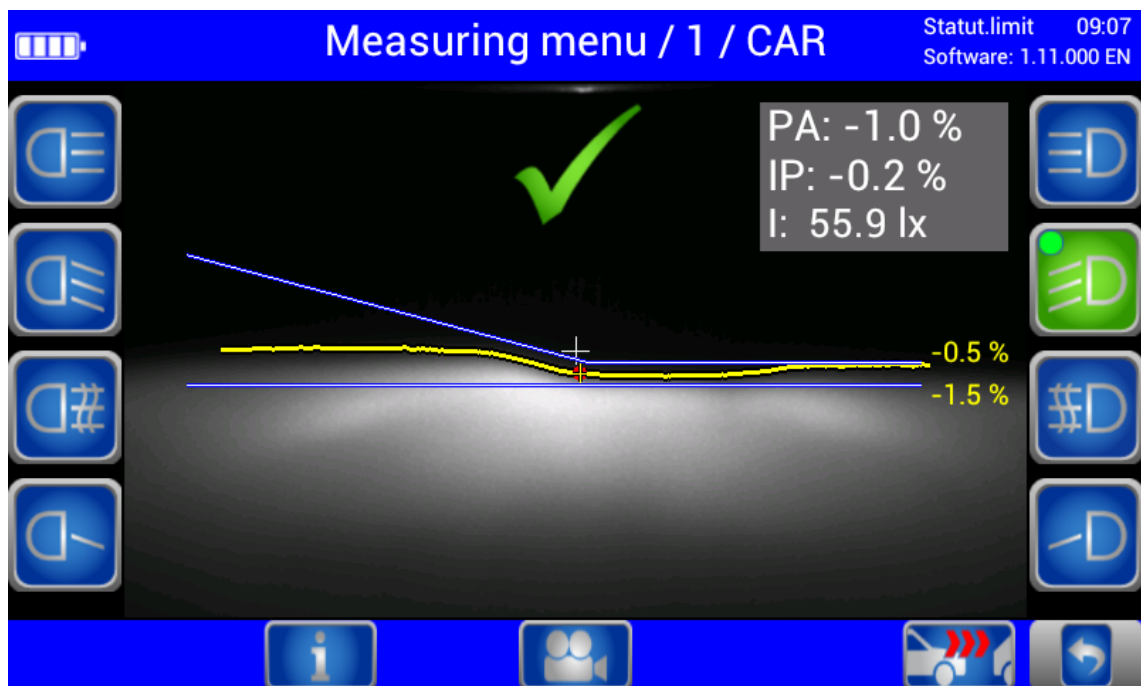 Measuring menu / 1 / CAR
Statut.limit 09:07
Software: 1.11.000 EN
PA: -1.0 %
IP: -0.2 %
I: 55.9 lx
-0.5 %
-1.5 %
i